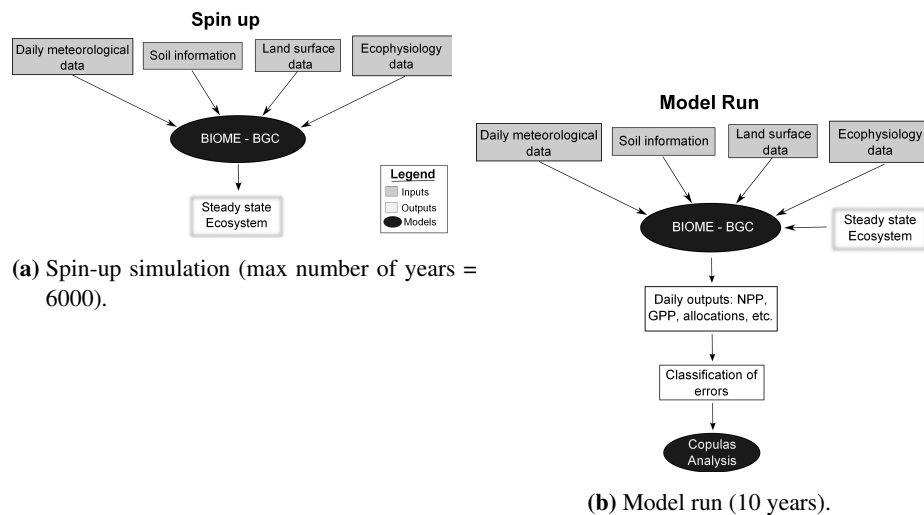 Spin up
Daily meteorological
data
Soil information
Land surface
data
Ecophysiology
data
BIOME - BGC
Steady state
Ecosystem
Legend
Inputs
Outputs
Models
(a) Spin-up simulation (max number of years =
6000).
Model Run
Daily meteorological
data
Soil information
Land surface
data
Ecophysiology
data
BIOME - BGC
Steady state
Ecosystem
Daily outputs: NPP,
GPP, allocations, etc.
Classification of
errors
Copulas
Analysis
(b) Model run (10 years).